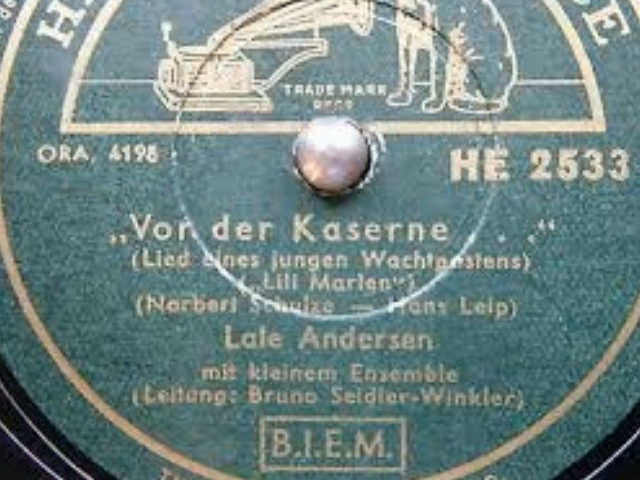 TRADE MARK
ORA. 4198
HE 2533
„Vor der Kaserne . . .“
(Lied eines jungen Wachtpostens)
(„Lili Marlen“)
(Norbert Schulze — Hans Leip)
Lale Andersen
mit kleinem Ensemble
(Leitung: Bruno Seidler-Winkler)
B.I.E.M.